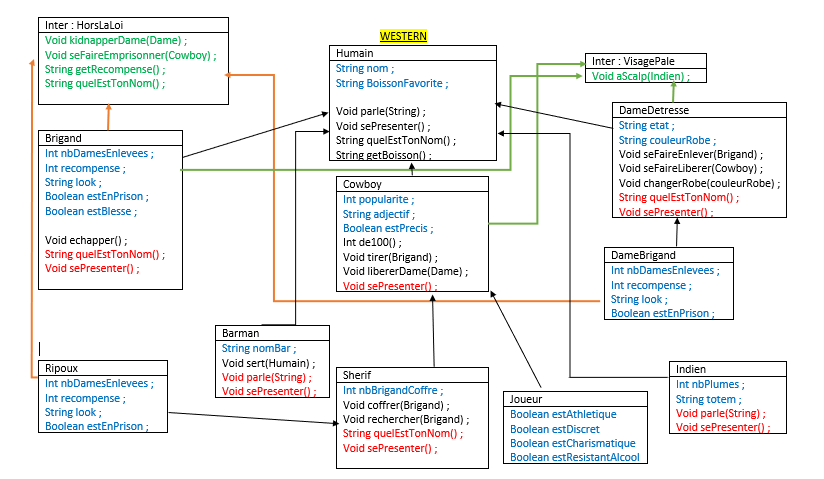 WESTERN
Inter : HorsLaLoi
Void kidnapperDame(Dame) ;
Void seFaireEmprisonner(Cowboy) ;
String getRecompense() ;
String quelEstTonNom() ;
Humain
String nom ;
String BoissonFavorite ;
Void parle(String) ;
Void sePresenter() ;
String quelEstTonNom() ;
String getBoisson() ;
Inter : VisagePale
Void aScalp(Indien) ;
DameDetresse
String etat ;
String couleurRobe ;
Void seFaireEnlever(Brigand) ;
Void seFaireLiberer(Cowboy) ;
Void changerRobe(couleurRobe) ;
String quelEstTonNom() ;
Void sePresenter() ;
Brigand
Int nbDamesEnlevees ;
Int recompense ;
String look ;
Boolean estEnPrison ;
Boolean estBlesse ;
Void echapper() ;
String quelEstTonNom() ;
Void sePresenter() ;
Cowboy
Int popularite ;
String adjectif ;
Boolean estPrecis ;
Int de100() ;
Void tirer(Brigand) ;
Void libererDame(Dame) ;
Void sePresenter() ;
DameBrigand
Int nbDamesEnlevees ;
Int recompense ;
String look ;
Boolean estEnPrison ;
Barman
String nomBar ;
Void sert(Humain) ;
Void parle(String) ;
Void sePresenter() ;
Ripoux
Int nbDamesEnlevees ;
Int recompense ;
String look ;
Boolean estEnPrison ;
Sherif
Int nbBrigandCoffre ;
Void coffrer(Brigand) ;
Void rechercher(Brigand) ;
String quelEstTonNom() ;
Void sePresenter() ;
Joueur
Boolean estAthletique
Boolean estDiscret
Boolean estCharismatique
Boolean estResistantAlcool
Indien
Int nbPlumes ;
String totem ;
Void parle(String) ;
Void sePresenter() ;